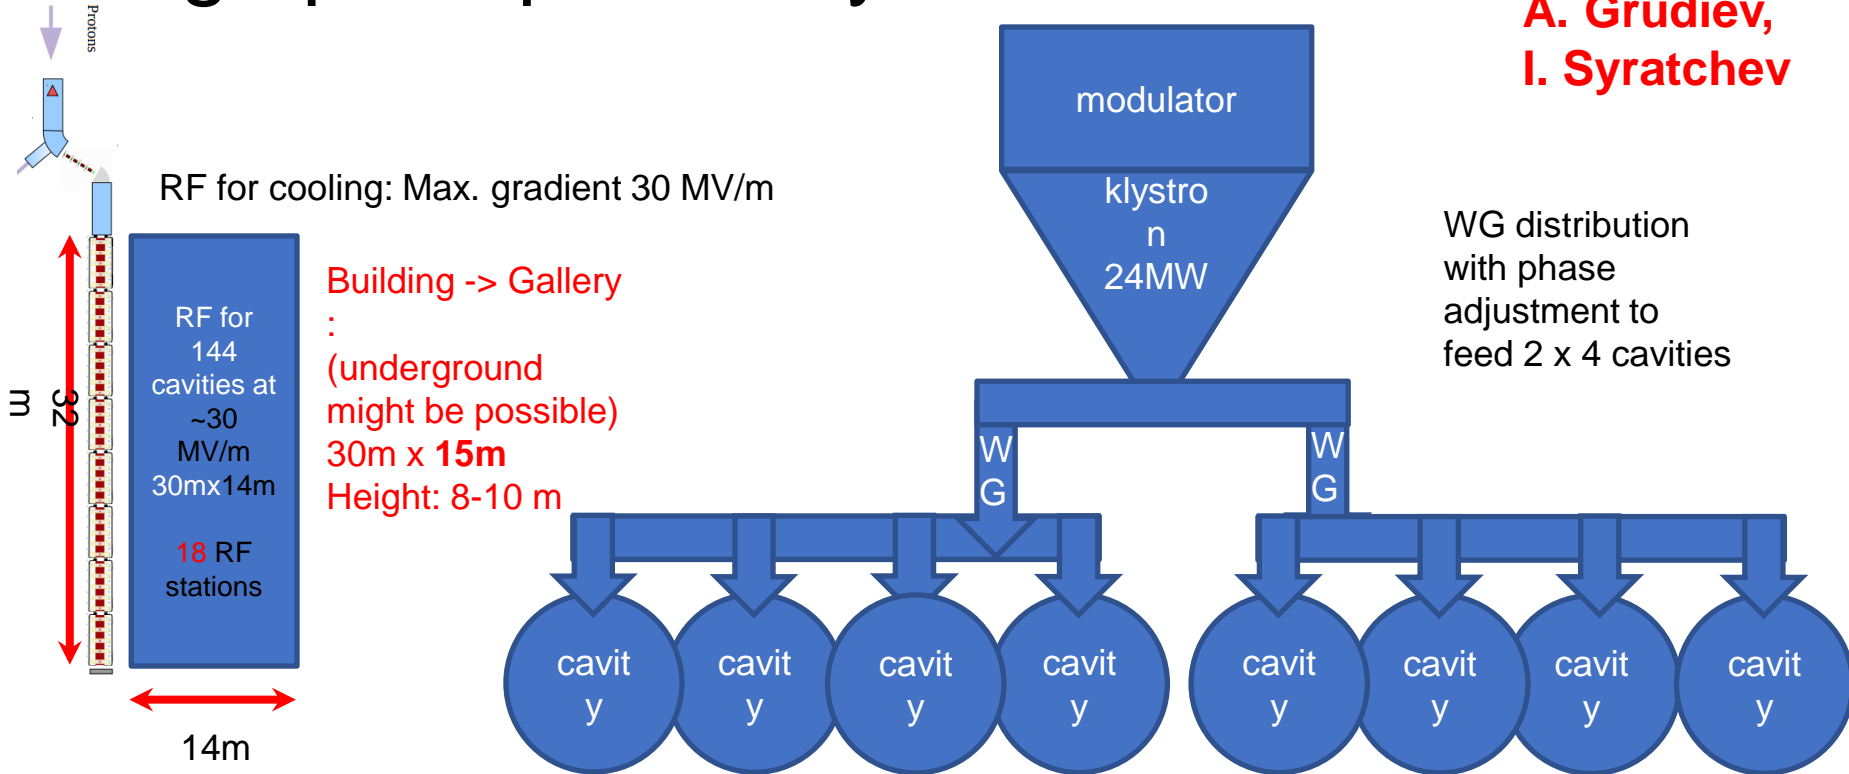 A. Grudiev,
I. Syratchev
Protons
RF for cooling: Max. gradient 30 MV/m
modulator
klystro
n
24MW
WG distribution
with phase
adjustment to
feed 2 x 4 cavities
Building -> Gallery
:
(underground
might be possible)
30m x 15m
Height: 8-10 m
RF for
144
cavities at
~30
MV/m
30mx14m
18 RF
stations
32
m
14m
W
G
W
G
cavit
y
cavit
y
cavit
y
cavit
y
cavit
y
cavit
y
cavit
y
cavit
y